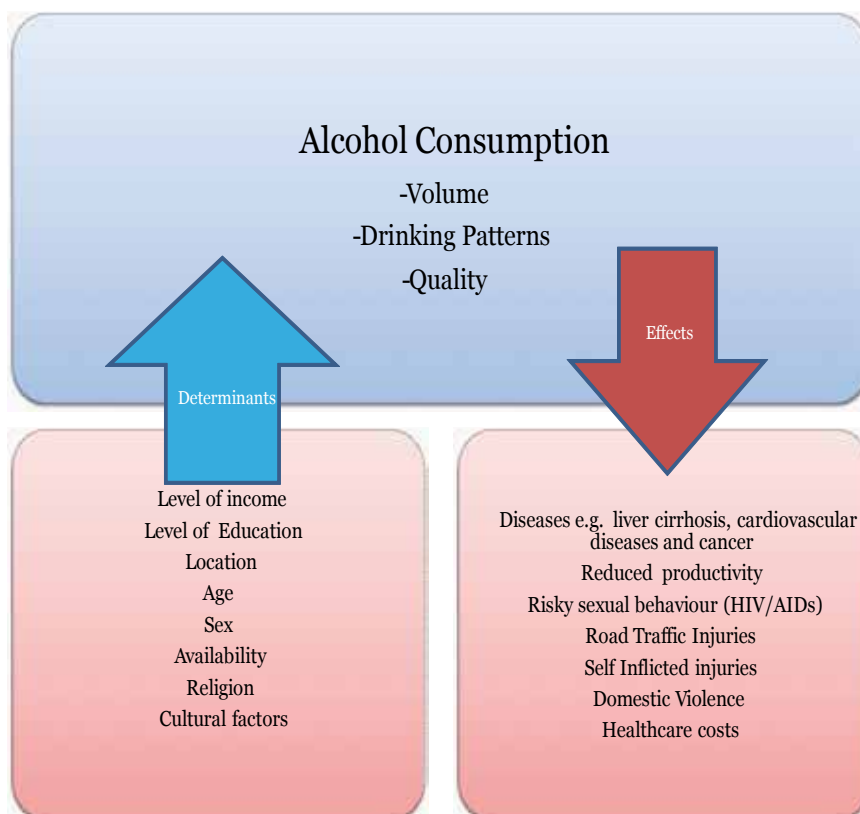 Alcohol Consumption
-Volume
-Drinking Patterns
-Quality
Determinants
Effects
Level of income
Level of Education
Location
Age
Sex
Availability
Religion
Cultural factors
Diseases e.g. liver cirrhosis, cardiovascular
diseases and cancer
Reduced productivity
Risky sexual behaviour (HIV/AIDs)
Road Traffic Injuries
Self Inflicted injuries
Domestic Violence
Healthcare costs